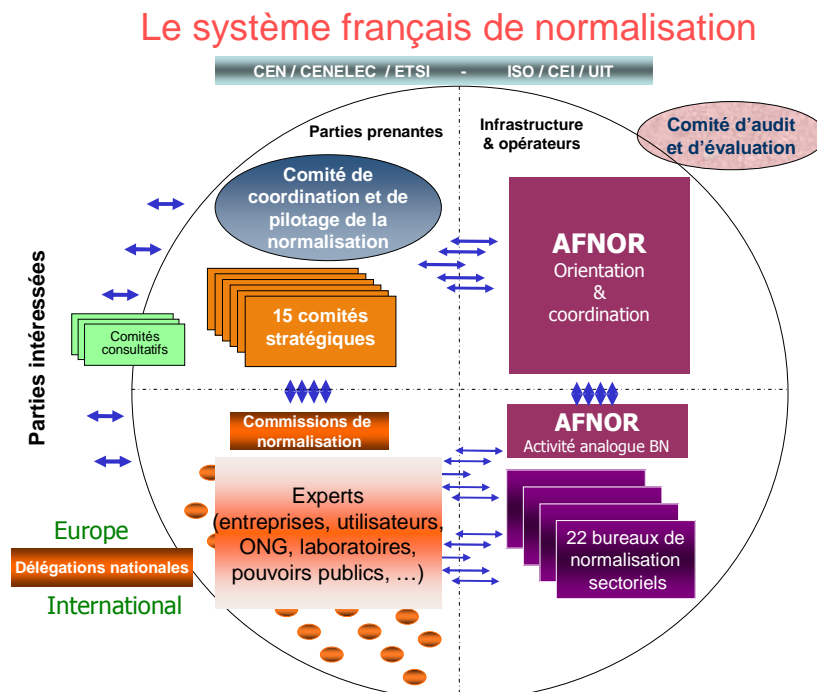 Le système français de normalisation
CEN / CENELEC / ETSI - ISO / CEI / UIT
Parties prenantes
Infrastructure
& opérateurs
Comité d'audit
et d'évaluation
Comité de
coordination et de
pilotage de la
normalisation
AFNOR
Orientation
&
coordination
Parties intéressées
15 comités
stratégiques
Comités
consultatifs
Commissions de
normalisation
AFNOR
Activité analogue BN
Experts
(entreprises, utilisateurs,
ONG, laboratoires,
pouvoirs publics, …)
22 bureaux de
normalisation
sectoriels
Europe
Délégations nationales
International